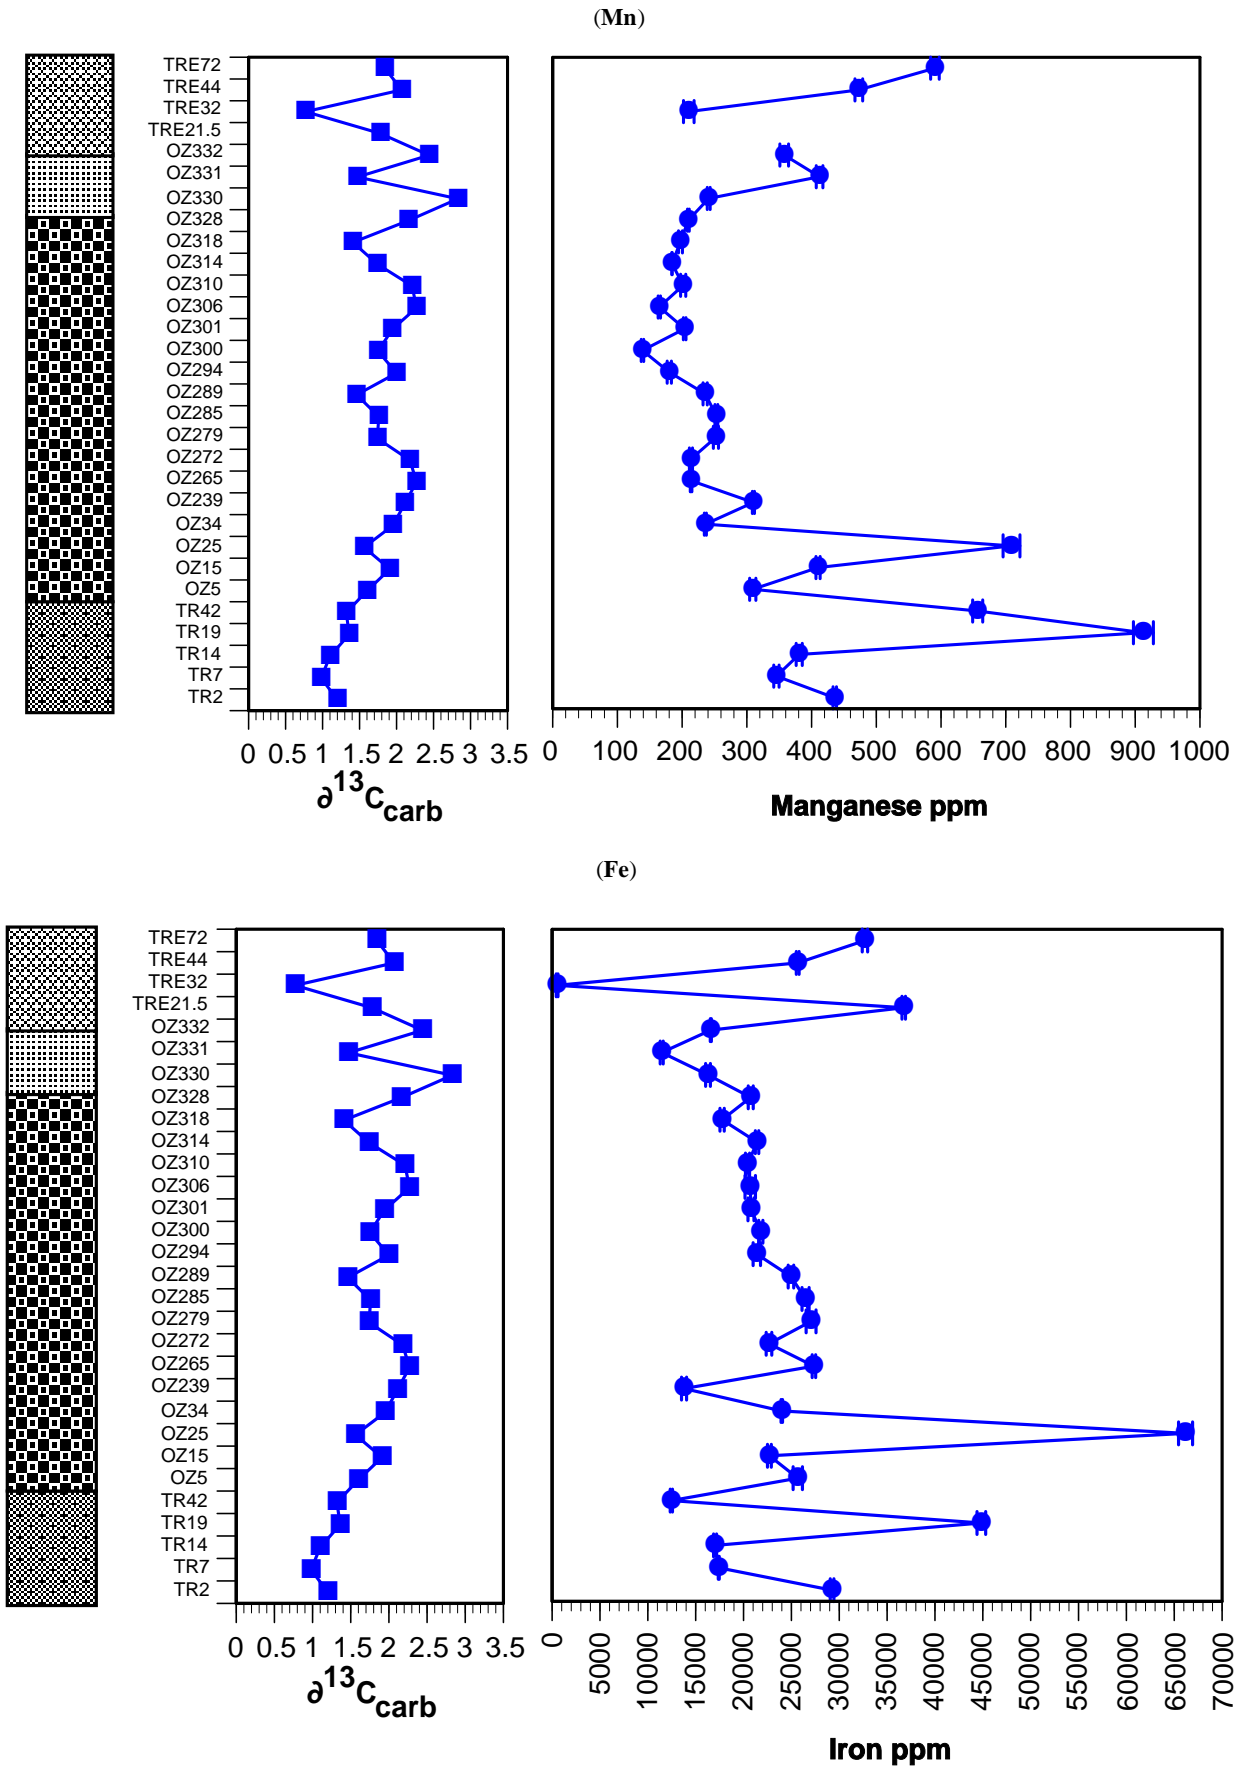 (Mn)
TRE72
TRE44
TRE32
TRE21.5
OZ332
OZ331
OZ330
OZ328
OZ318
OZ314
OZ310
OZ306
OZ301
OZ300
OZ294
OZ289
OZ285
OZ279
OZ272
OZ265
OZ239
OZ34
OZ25
OZ15
OZ5
TR42
TR19
TR14
TR7
TR2
0 0.5 1 1.5 2 2.5 3 3.5
∂13Ccarb
0 100 200 300 400 500 600 700 800 900 1000
Manganese ppm
(Fe)
TRE72
TRE44
TRE32
TRE21.5
OZ332
OZ331
OZ330
OZ328
OZ318
OZ314
OZ310
OZ306
OZ301
OZ300
OZ294
OZ289
OZ285
OZ279
OZ272
OZ265
OZ239
OZ34
OZ25
OZ15
OZ5
TR42
TR19
TR14
TR7
TR2
0 0.5 1 1.5 2 2.5 3 3.5
∂13Ccarb
0 5000 10000 15000 20000 25000 30000 35000 40000 45000 50000 55000 60000 65000 70000
Iron ppm